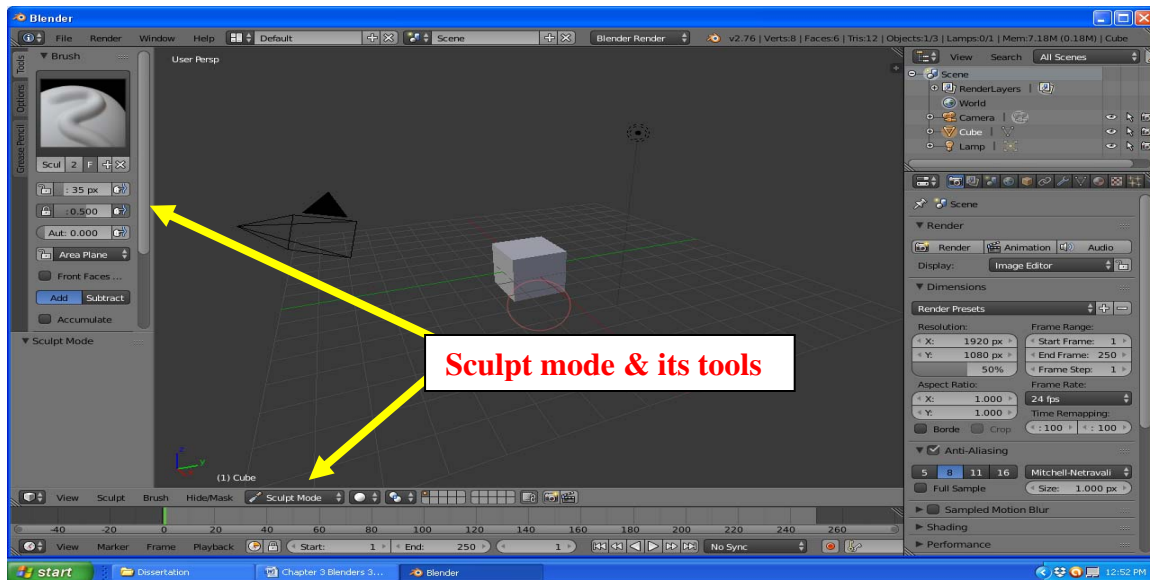 Blender
File Render Window Help Default Scene Blender Render v2.76 | Verts:8 | Faces:6 | Tris:12 | Objects:1/3 | Lamps:0/1 | Mem:7.18M (0.18M) | Cube
Tools
Options
Grease Pencil
Brush
Scul 2 F
: 35 px
:0.500
Aut: 0.000
Area Plane
Front Faces ...
Add Subtract
Accumulate
Sculpt Mode
User Persp
Sculpt mode & its tools
z
y
(1) Cube
View Sculpt Brush Hide/Mask Sculpt Mode
-40 -20 0 20 40 60 80 100 120 140 160 180 200 220 240 260
View Marker Frame Playback Start: 1 End: 250 1 No Sync
View Search All Scenes
Scene
RenderLayers |
World
Camera |
Cube |
Lamp |
Scene
Render
Render Animation Audio
Display: Image Editor
Dimensions
Render Presets
Resolution: Frame Range:
X: 1920 px Start Frame: 1
Y: 1080 px End Frame: 250
50% Frame Step: 1
Aspect Ratio: Frame Rate:
X: 1.000 24 fps
Y: 1.000 Time Remapping:
Borde Crop : 100 : 100
Anti-Aliasing
5 8 11 16 Mitchell-Netravali
Full Sample Size: 1.000 px
Sampled Motion Blur
Shading
Performance
start Dissertation Chapter 3 Blenders 3... Blender 12:52 PM